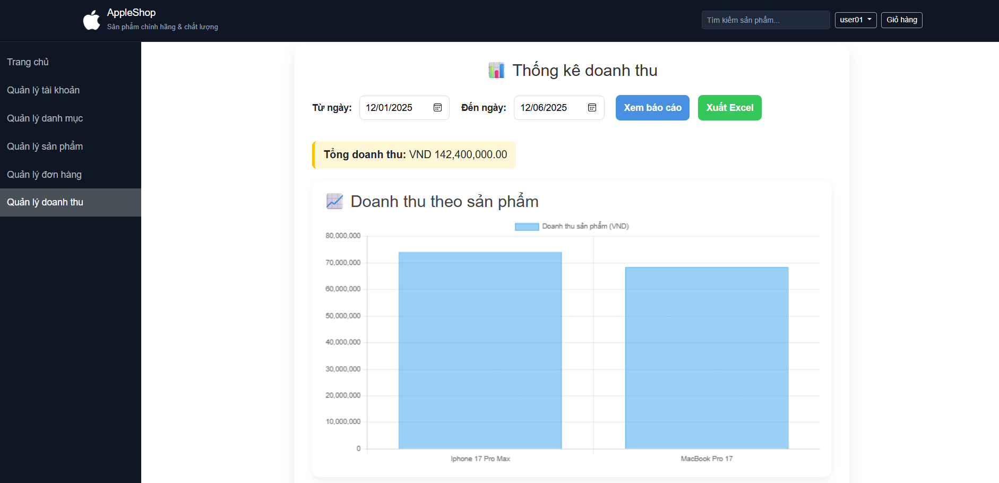 AppleShop
Sản phẩm chính hãng & chất lượng
Tìm kiếm sản phẩm...
user01
Giỏ hàng
Trang chủ
Quản lý tài khoản
Quản lý danh mục
Quản lý sản phẩm
Quản lý đơn hàng
Quản lý doanh thu
Thống kê doanh thu
Từ ngày: 12/01/2025 Đến ngày: 12/06/2025 Xem báo cáo Xuất Excel
Tổng doanh thu: VND 142,400,000.00
Doanh thu theo sản phẩm
Doanh thu sản phẩm (VND)
80,000,000
70,000,000
60,000,000
50,000,000
40,000,000
30,000,000
20,000,000
10,000,000
0
Iphone 17 Pro Max
MacBook Pro 17